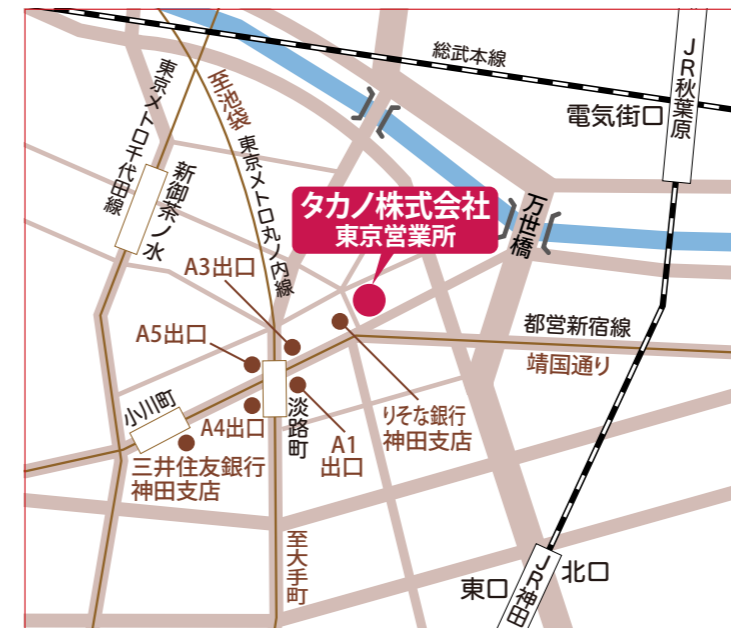 総武本線
JR秋葉原
電気街口
東京メトロ千代田線
至池袋
東京メトロ丸ノ内線
新御茶ノ水
タカノ株式会社
東京営業所
万世橋
A3出口
A5出口
都営新宿線
靖国通り
小川町
A4出口
淡路町
A1
出口
りそな銀行
神田支店
三井住友銀行
神田支店
至大手町
東口
JR神田
北口